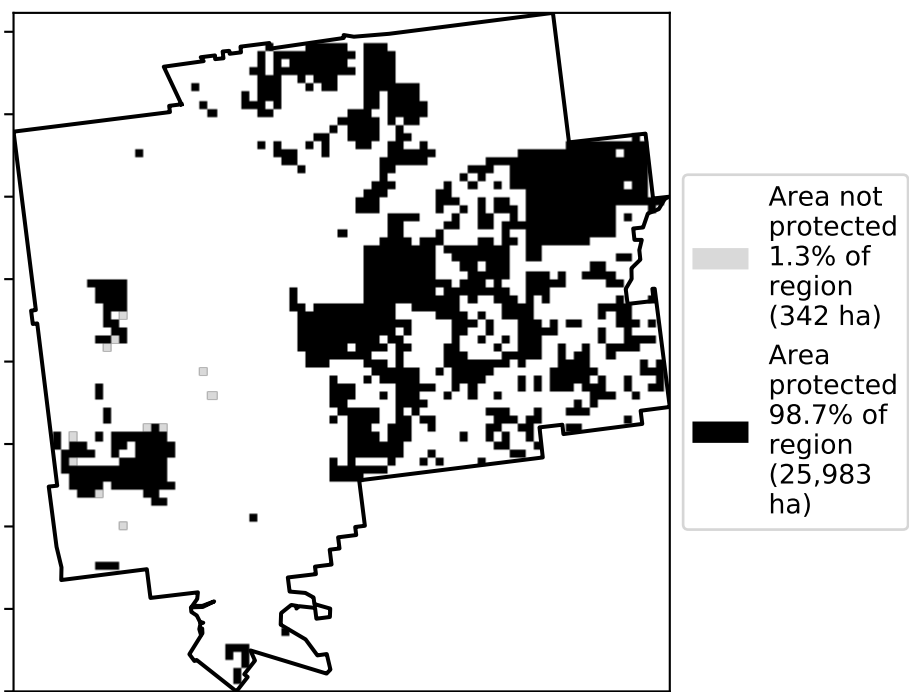 Area not
protected
1.3% of
region
(342 ha)
Area
protected
98.7% of
region
(25,983
ha)